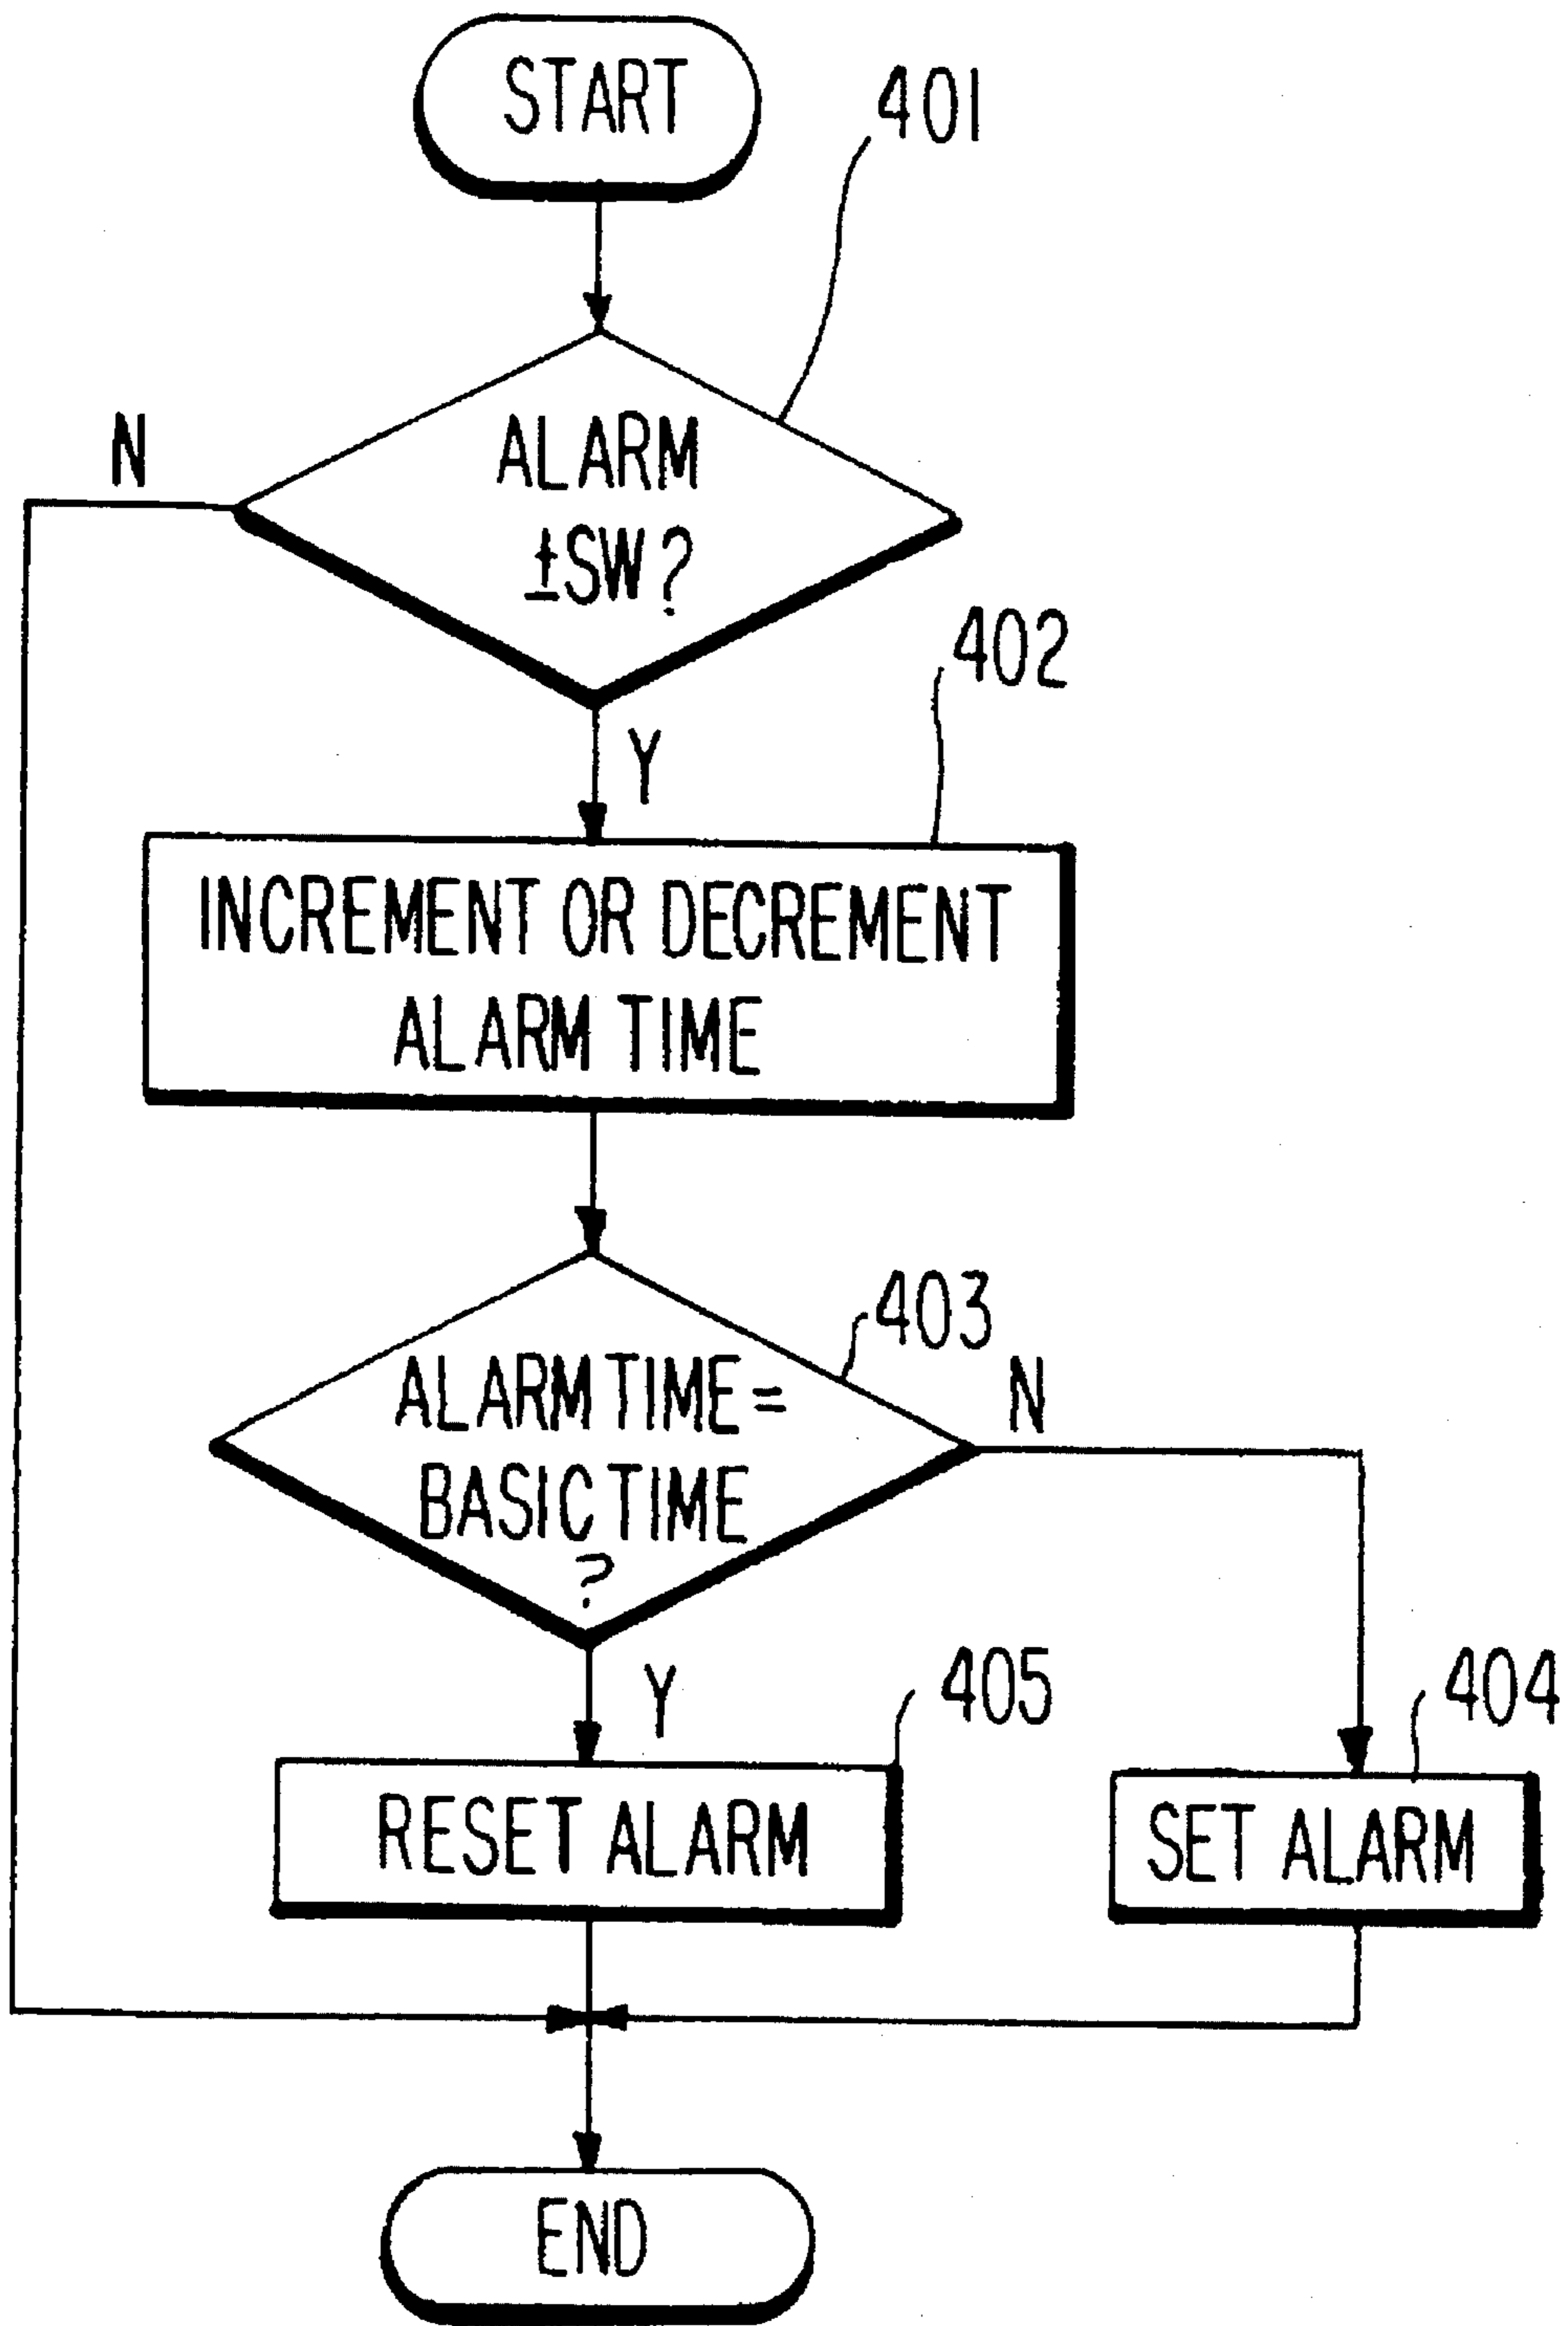 START
401
ALARM
±SW?
N
402
Y
INCREMENT OR DECREMENT
ALARM TIME
403
ALARM TIME=
BASIC TIME
?
N
Y
405
404
RESET ALARM
SET ALARM
END